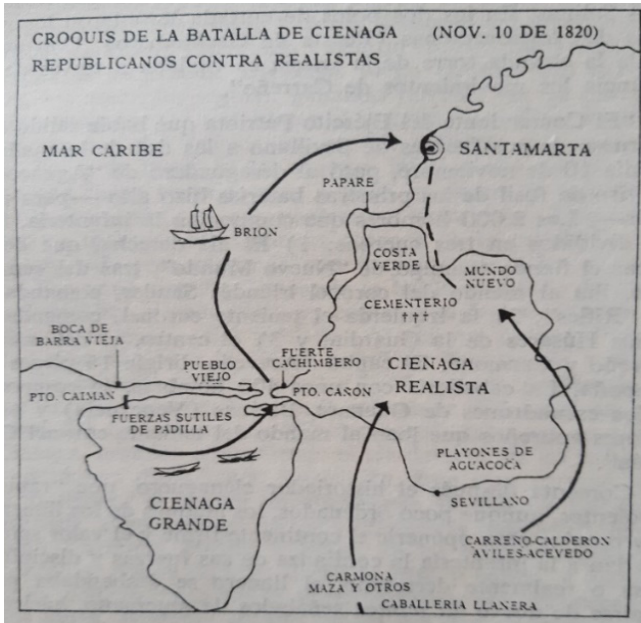 CROQUIS DE LA BATALLA DE CIENAGA (NOV. 10 DE 1820)
REPUBLICANOS CONTRA REALISTAS
MAR CARIBE
SANTAMARTA
PAPARE
BRION
COSTA
VERDE
MUNDO
NUEVO
CEMENTERIO
†††
BOCA DE
BARRA VIEJA
PUEBLO
VIEJO
FUERTE
CACHIMBERO
CIENAGA
REALISTA
PTO. CAIMAN
PTO. CAÑON
FUERZAS SUTILES
DE PADILLA
PLAYONES DE
AGUACOCA
SEVILLANO
CIENAGA
GRANDE
CARREÑO-CALDERON
AVILES-ACEVEDO
CARMONA
MAZA Y OTROS
CABALLERIA LLANERA